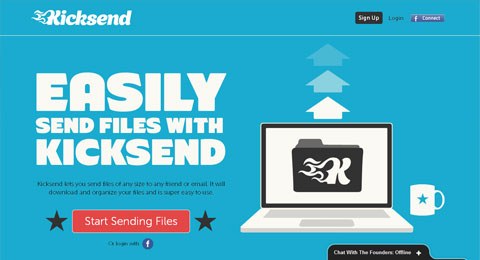 Kicksend
Sign Up Login f Connect
EASILY
SEND FILES WITH
KICKSEND
Kicksend lets you send files of any size to any friend or email. It will
download and organize your files and is super easy to use.
K
Start Sending Files
Or login with f
Chat With The Founders: Offline +